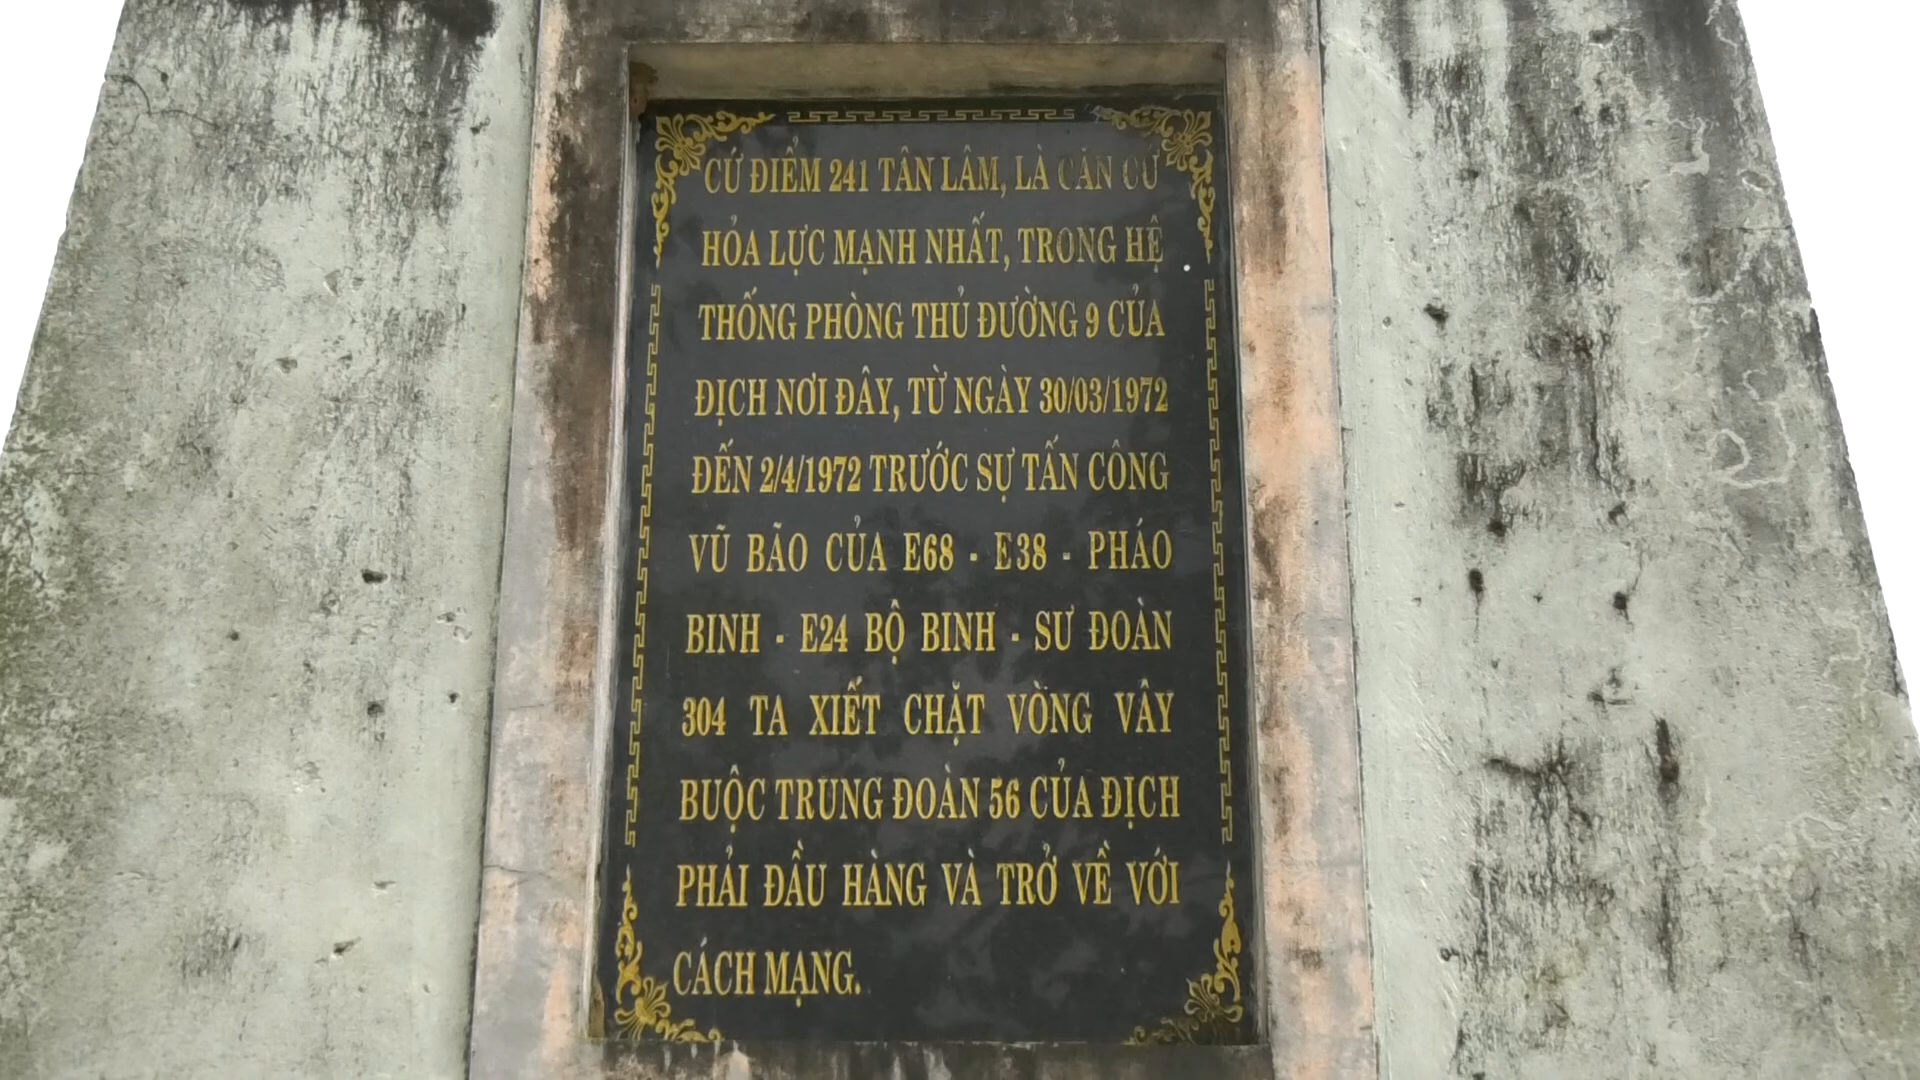 CỨ ĐIỂM 241 TÂN LÂM, LÀ CĂN CỨ
HỎA LỰC MẠNH NHẤT, TRONG HỆ
THỐNG PHÒNG THỦ ĐƯỜNG 9 CỦA
ĐỊCH NƠI ĐÂY, TỪ NGÀY 30/03/1972
ĐẾN 2/4/1972 TRƯỚC SỰ TẤN CÔNG
VŨ BÃO CỦA E68 - E38 - PHÁO
BINH - E24 BỘ BINH - SƯ ĐOÀN
304 TA XIẾT CHẶT VÒNG VÂY
BUỘC TRUNG ĐOÀN 56 CỦA ĐỊCH
PHẢI ĐẦU HÀNG VÀ TRỞ VỀ VỚI
CÁCH MẠNG.